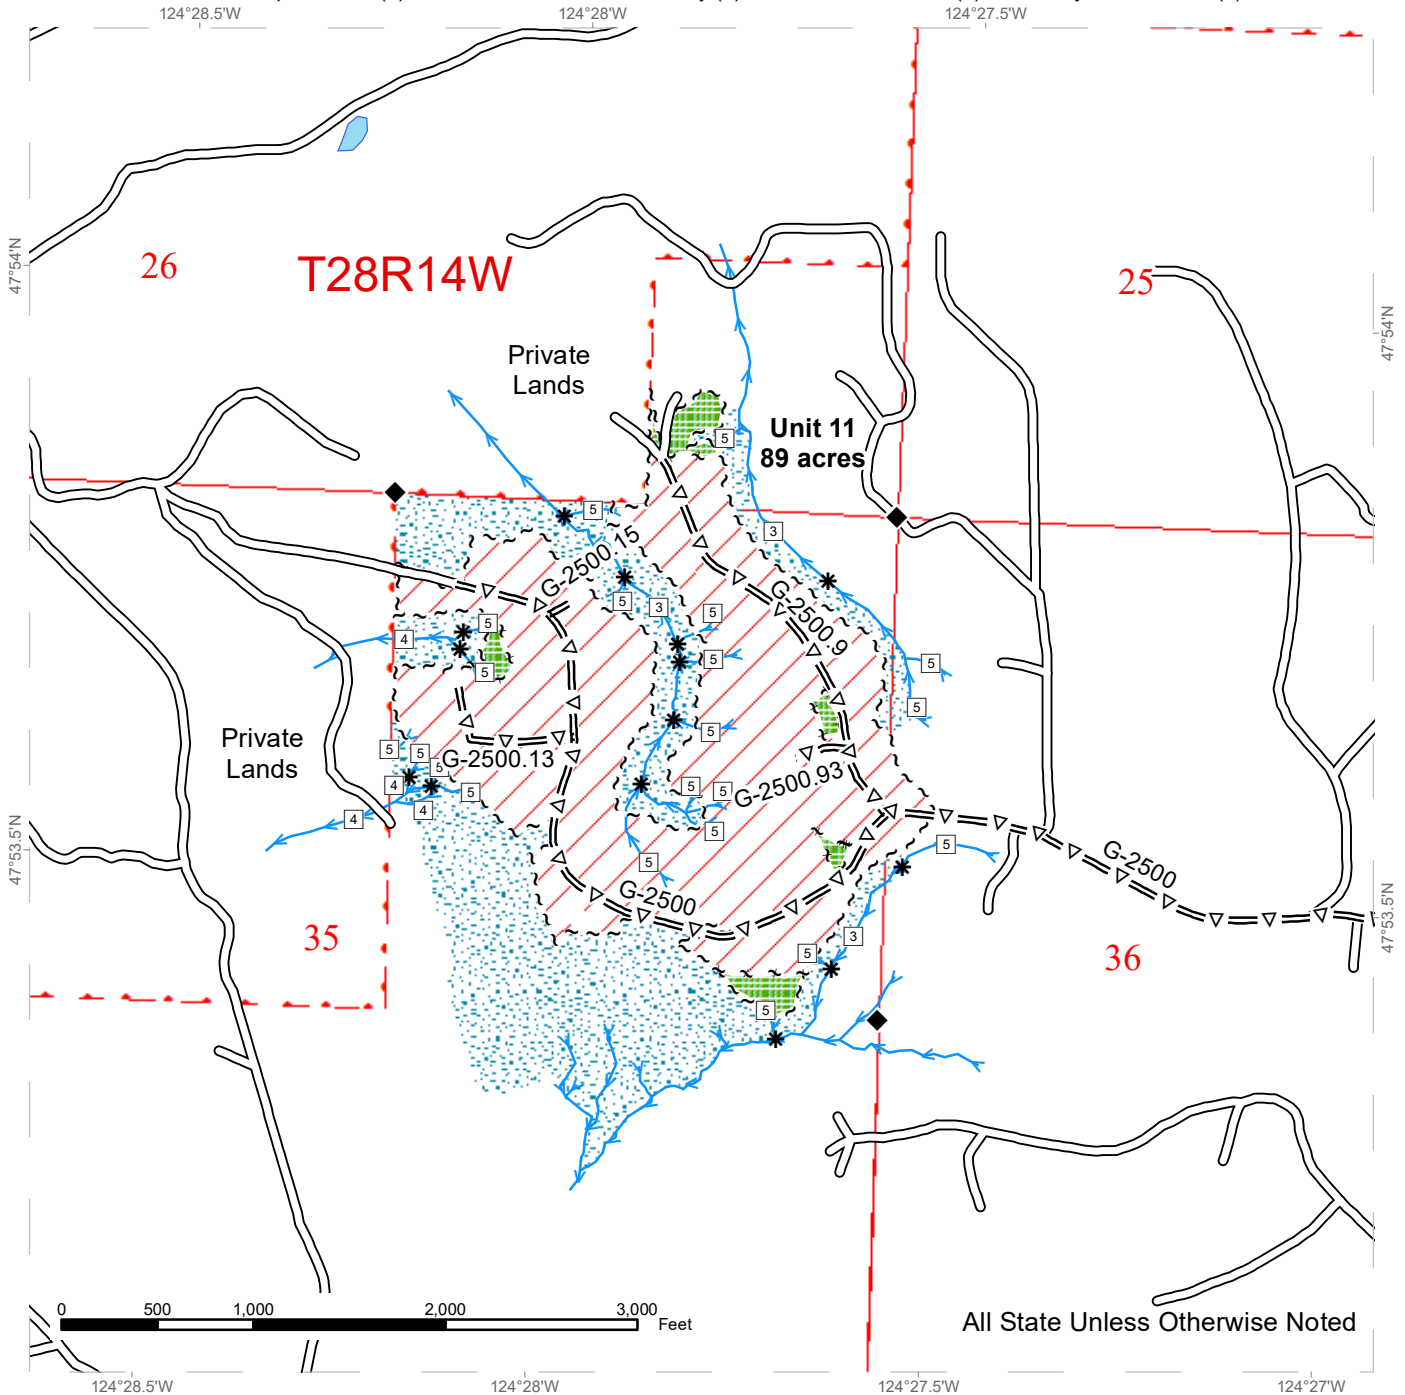 124°28.5'W
124°28'W
124°27.5'W
47°54'N
26
T28R14W
25
47°54'N
Private
Lands
Unit 11
89 acres
5
5
3
G-2500.15
G-2500.9
5
3
5
5
4
5
5
5
5
5
Private
Lands
5
5
5
G-2500.13
5
4
5
4
5
5
G-2500.93
4
5
5
5
47°53.5'N
G-2500
G-2500
47°53.5'N
35
3
5
36
5
0
500
1,000
2,000
3,000
Feet
All State Unless Otherwise Noted
124°28.5'W
124°28'W
124°27.5'W
124°27'W